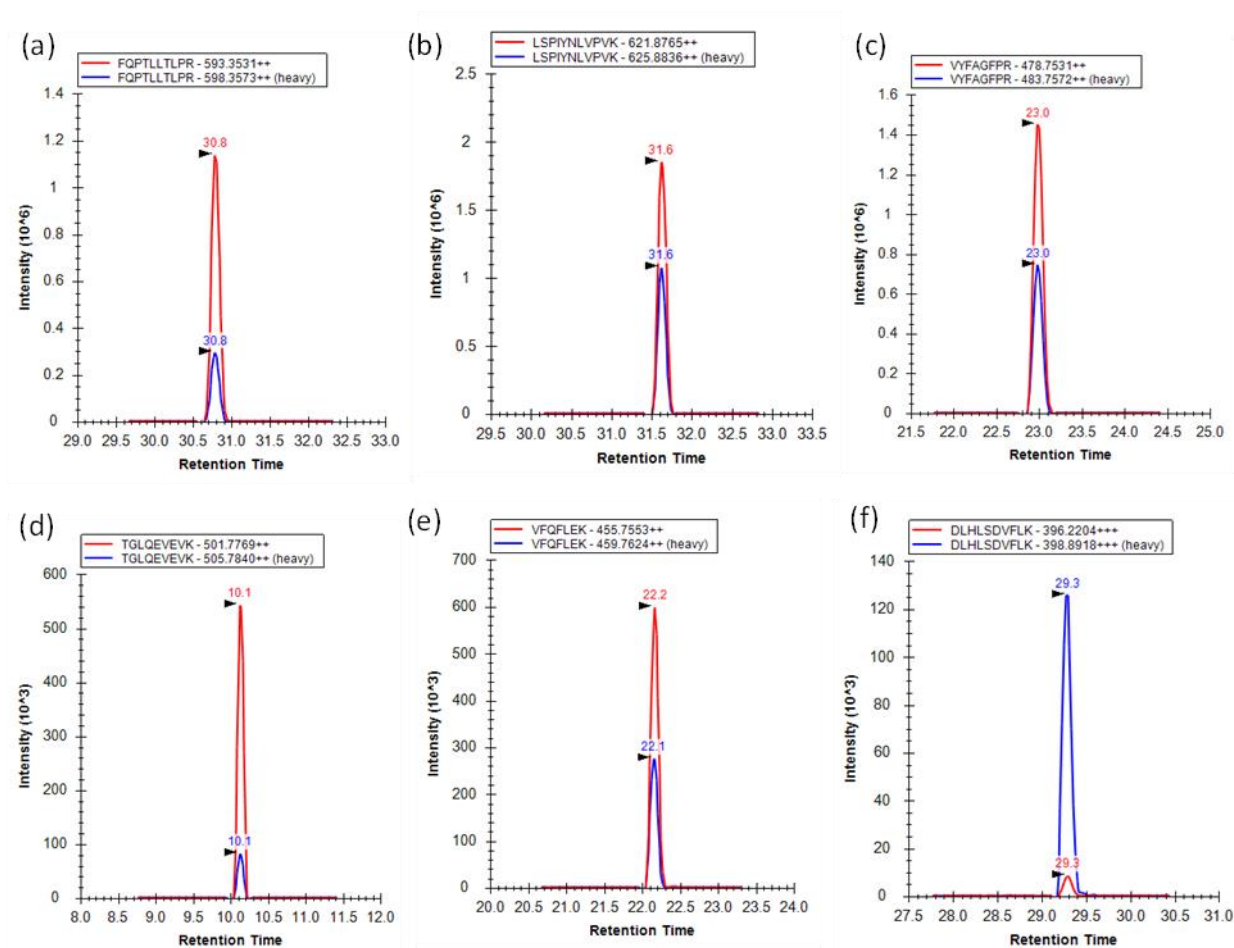 (a)
FQPTLLTLPR - 593.3531++
FQPTLLTLPR - 598.3573++ (heavy)
1.4
1.2
1
0.8
0.6
0.4
0.2
0
30.8
30.8
Intensity (10^6)
29.0 29.5 30.0 30.5 31.0 31.5 32.0 32.5 33.0
Retention Time
(b)
LSPIYNLVPVK - 621.8765++
LSPIYNLVPVK - 625.8836++ (heavy)
2.5
2
1.5
1
0.5
0
31.6
31.6
Intensity (10^6)
29.5 30.0 30.5 31.0 31.5 32.0 32.5 33.0 33.5
Retention Time
(c)
VYFAGFPR - 478.7531++
VYFAGFPR - 483.7572++ (heavy)
1.6
1.4
1.2
1
0.8
0.6
0.4
0.2
0
23.0
23.0
Intensity (10^6)
21.5 22.0 22.5 23.0 23.5 24.0 24.5 25.0
Retention Time
(d)
TGLQEVEVK - 501.7769++
TGLQEVEVK - 505.7840++ (heavy)
600
500
400
300
200
100
0
10.1
10.1
Intensity (10^3)
8.0 8.5 9.0 9.5 10.0 10.5 11.0 11.5 12.0
Retention Time
(e)
VFQFLEK - 455.7553++
VFQFLEK - 459.7624++ (heavy)
700
600
500
400
300
200
100
0
22.2
22.1
Intensity (10^3)
20.0 20.5 21.0 21.5 22.0 22.5 23.0 23.5 24.0
Retention Time
(f)
DLHLSDVFLK - 396.2204+++
DLHLSDVFLK - 398.8918+++ (heavy)
140
120
100
80
60
40
20
0
29.3
29.3
Intensity (10^3)
27.5 28.0 28.5 29.0 29.5 30.0 30.5 31.0
Retention Time